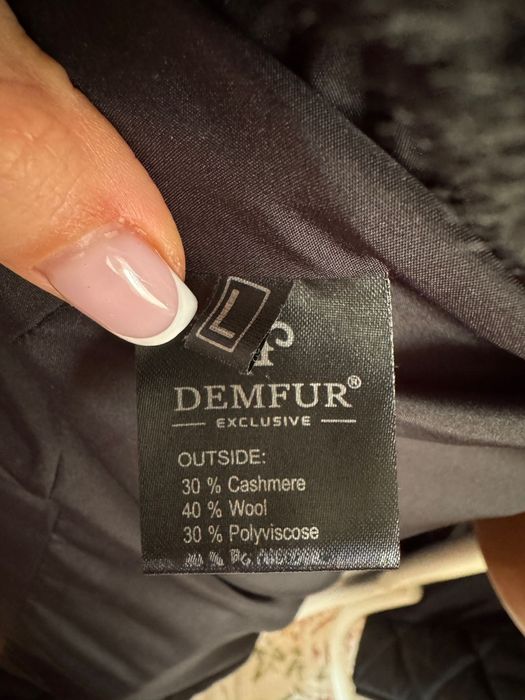 L
DEMFUR®
EXCLUSIVE
OUTSIDE:
30 % Cashmere
40 % Wool
30 % Polyviscose